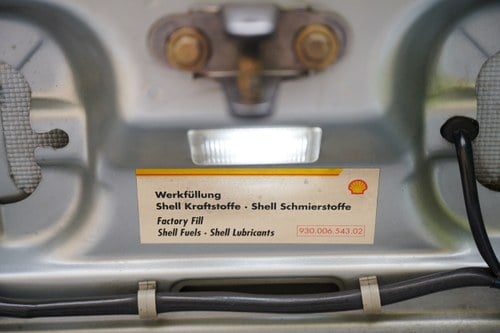 Werkfüllung
Shell Kraftstoffe · Shell Schmierstoffe
Factory Fill
Shell Fuels · Shell Lubricants
930.006.543.02